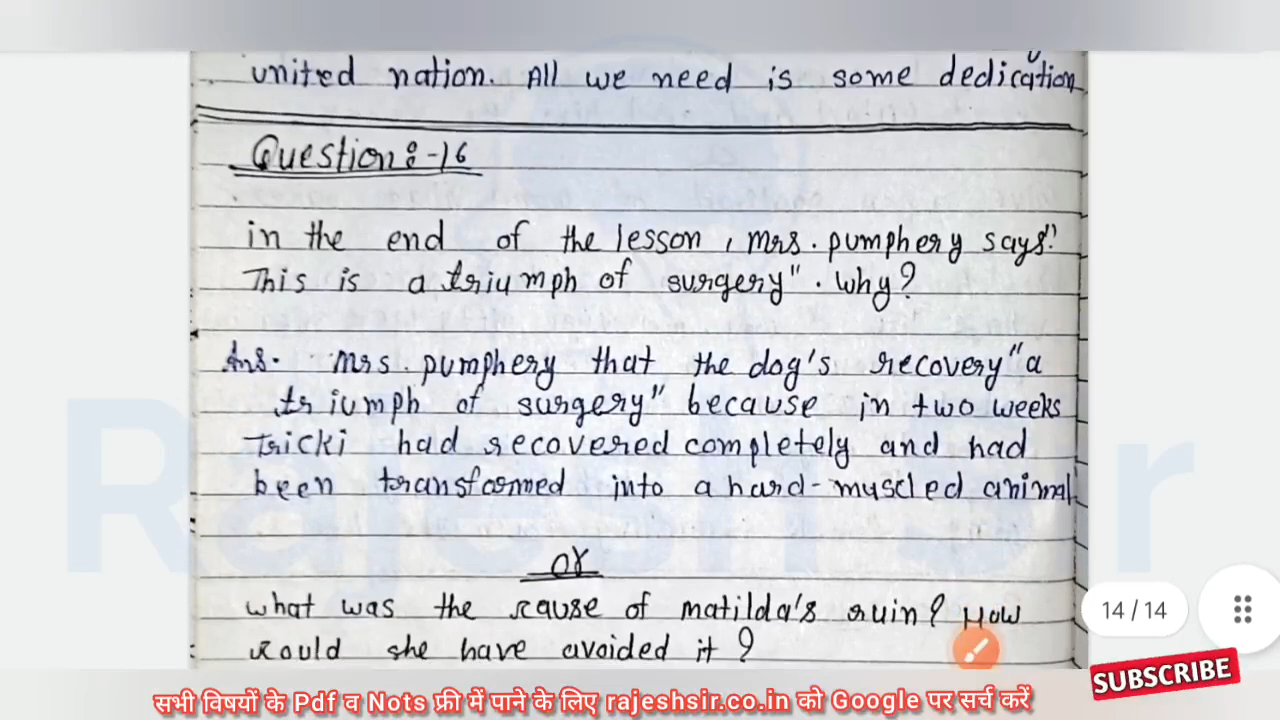 united nation. All we need is some dedication
Question:-16
in the end of the lesson, Mrs. pumphery says"
This is a triumph of surgery". Why?
Ans. Mrs. pumphery that the dog's recovery "a
triumph of surgery" because in two weeks
Tricki had recovered completely and had
been transformed into a hard-muscled animal
or
what was the cause of matilda's ruin? How
could she have avoided it?
14 / 14
Rajesh Sir
SUBSCRIBE
सभी विषयों के Pdf व Nots फ्री में पाने के लिए rajeshsir.co.in को Google पर सर्च करें